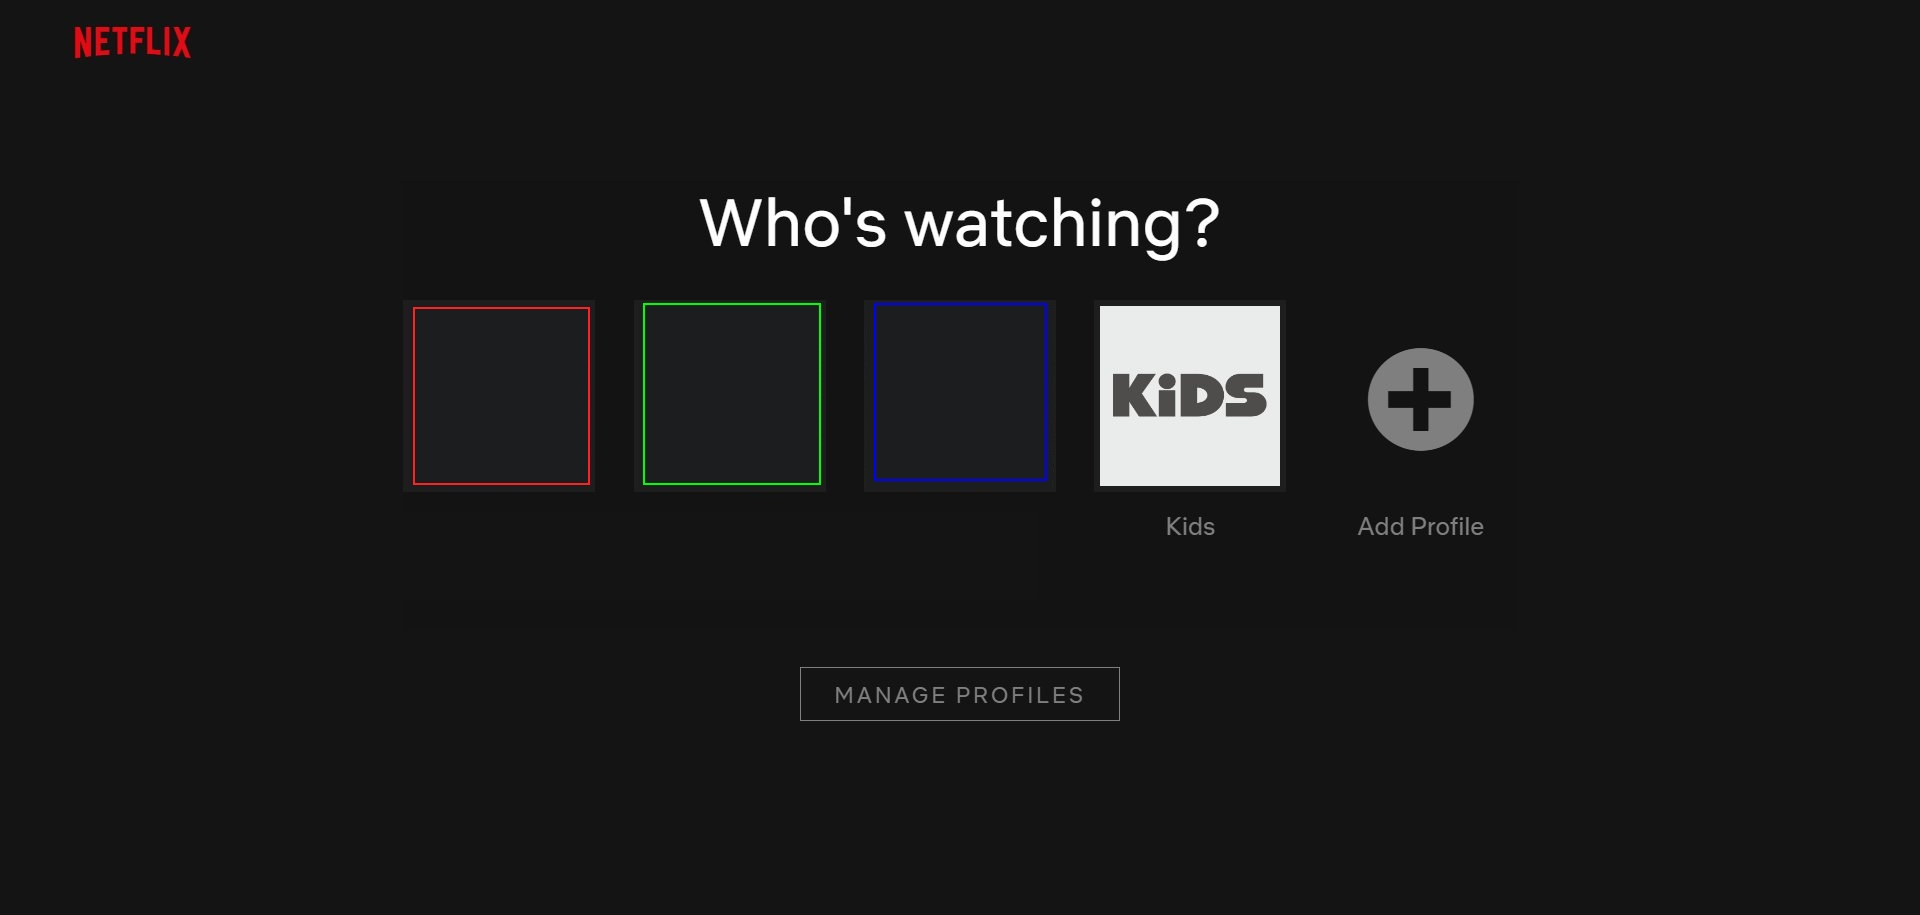 NETFLIX
Who's watching?
KiDS
Kids
Add Profile
MANAGE PROFILES